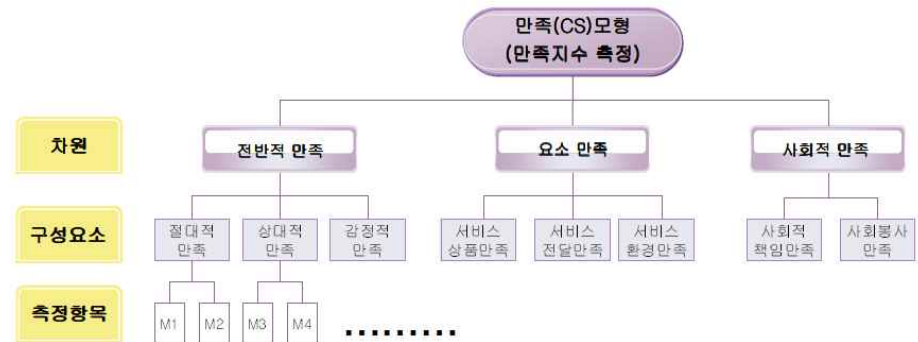 만족(CS)모형
(만족지수 측정)
차원
전반적 만족
요소 만족
사회적 만족
구성요소
절대적
만족
상대적
만족
감정적
만족
서비스
상품만족
서비스
전달만족
서비스
환경만족
사회적
책임만족
사회봉사
만족
측정항목
M1
M2
M3
M4
.........